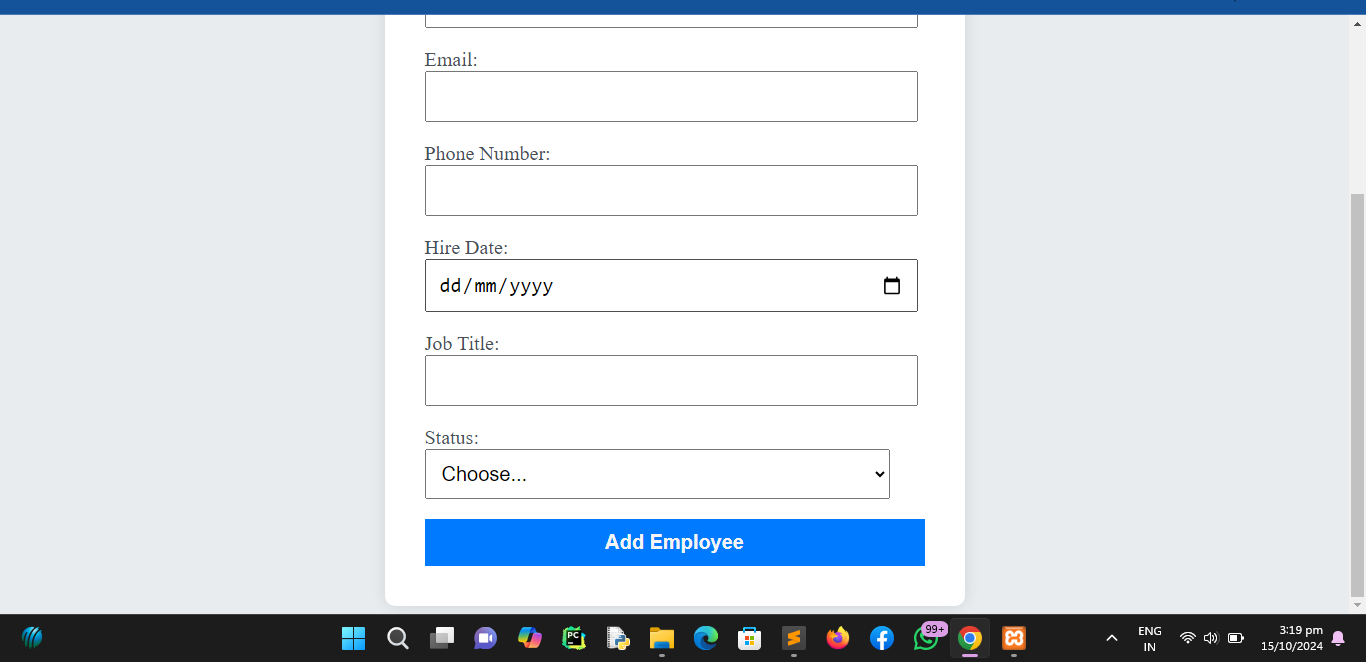 Email:
Phone Number:
Hire Date:
dd/mm/yyyy
Job Title:
Status:
Choose...
Add Employee
PC
99+
ENG
IN
3:19 pm
15/10/2024